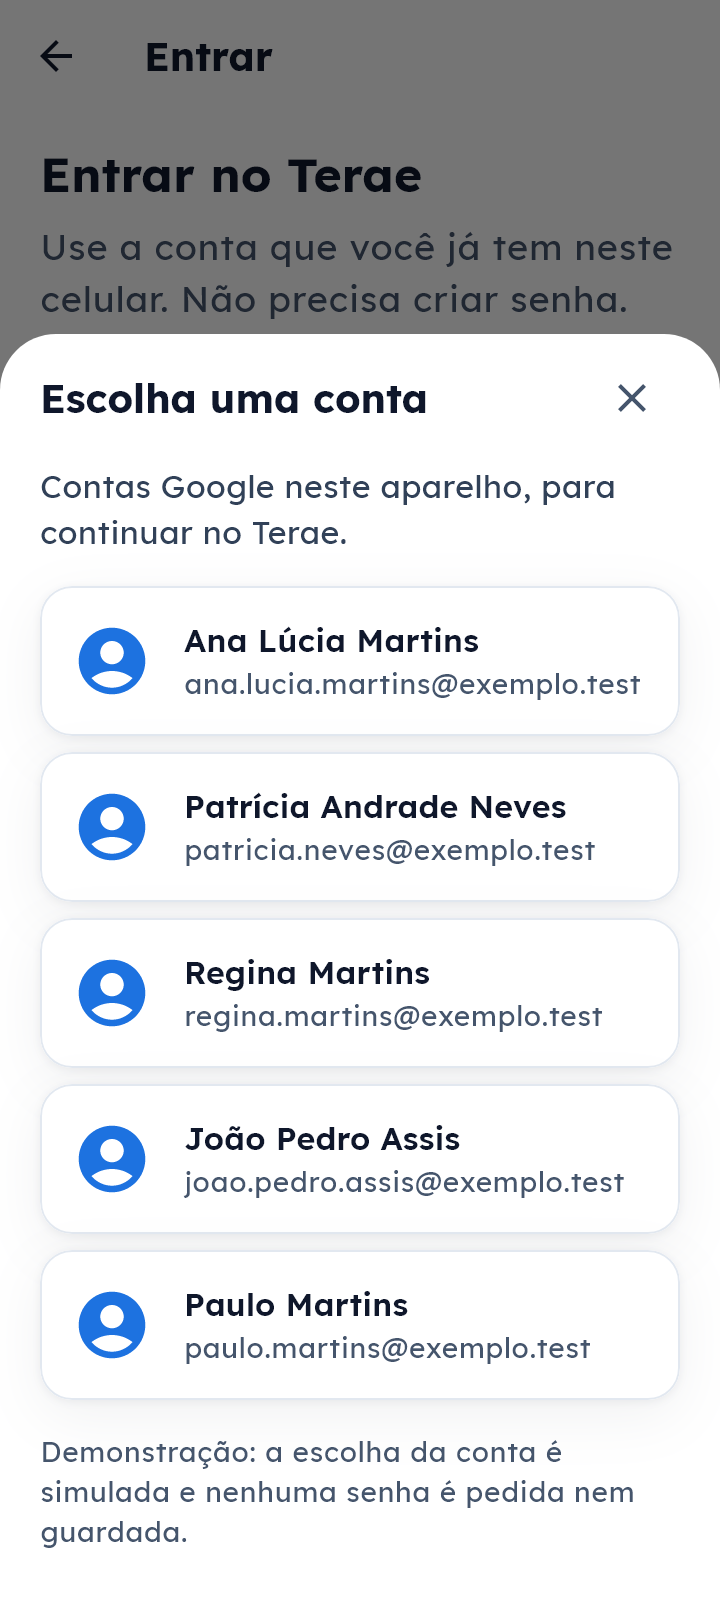 Entrar
Entrar no Terae
Use a conta que você já tem neste
celular. Não precisa criar senha.
Escolha uma conta
Contas Google neste aparelho, para
continuar no Terae.
Ana Lúcia Martins
ana.lucia.martins@exemplo.test
Patrícia Andrade Neves
patricia.neves@exemplo.test
Regina Martins
regina.martins@exemplo.test
João Pedro Assis
joao.pedro.assis@exemplo.test
Paulo Martins
paulo.martins@exemplo.test
Demonstração: a escolha da conta é
simulada e nenhuma senha é pedida nem
guardada.